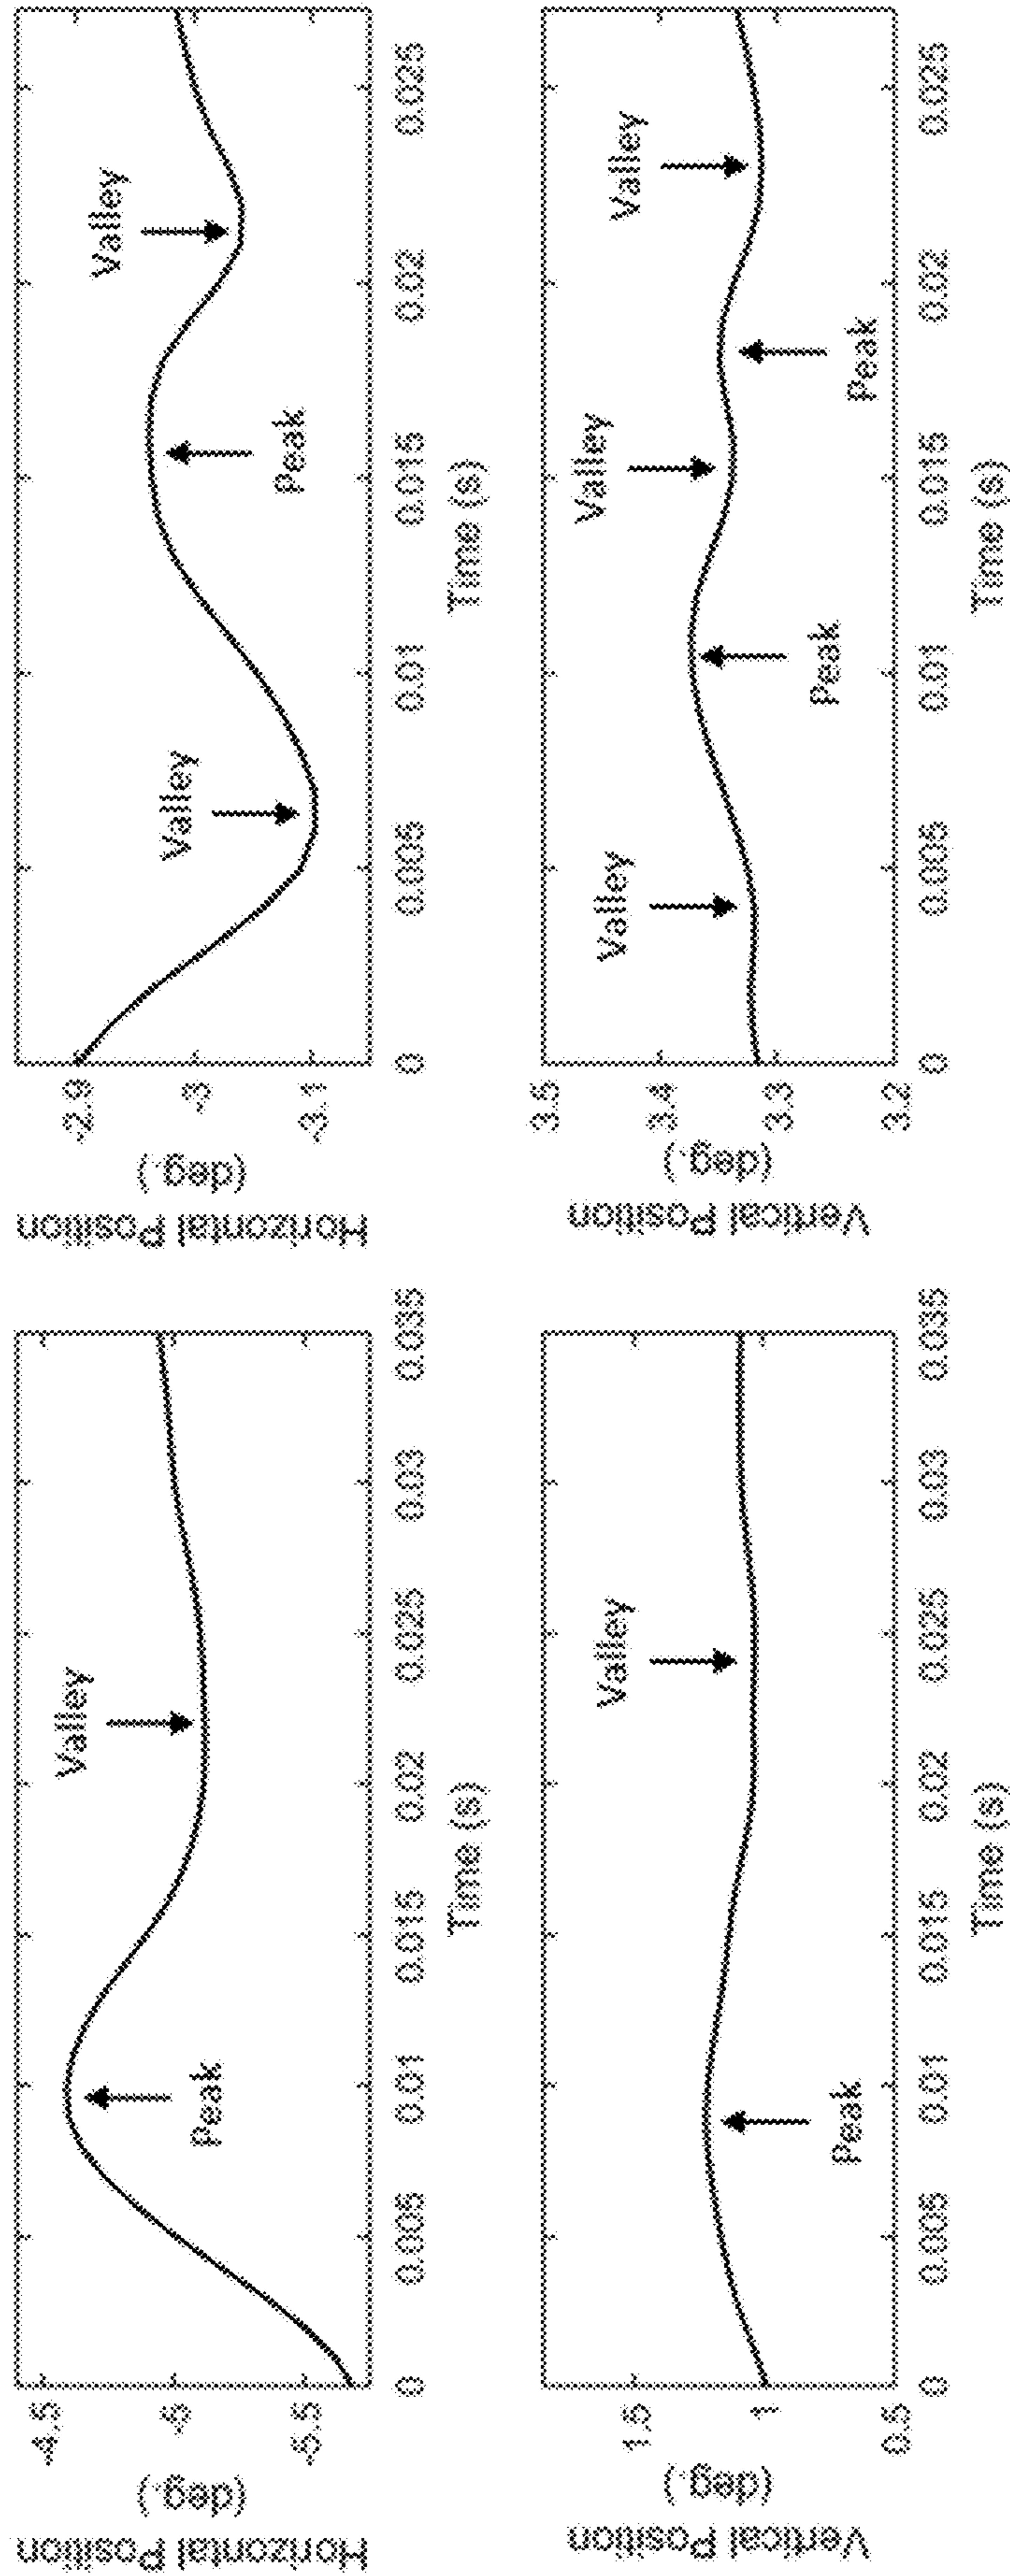 Horizontal Position
(deg.)
-4.5
-5
-5.5
Peak
Valley
0
0.005
0.01
0.015
0.02
0.025
0.03
0.035
Time (s)
Horizontal Position
(deg.)
-2.9
-3
-3.1
Valley
Peak
Valley
0
0.005
0.01
0.015
0.02
0.025
Time (s)
Vertical Position
(deg.)
1.5
1
0.5
Peak
Valley
0
0.005
0.01
0.015
0.02
0.025
0.03
0.035
Time (s)
Vertical Position
(deg.)
3.5
3.4
3.3
3.2
Valley
Peak
Valley
Peak
Valley
0
0.005
0.01
0.015
0.02
0.025
Time (s)